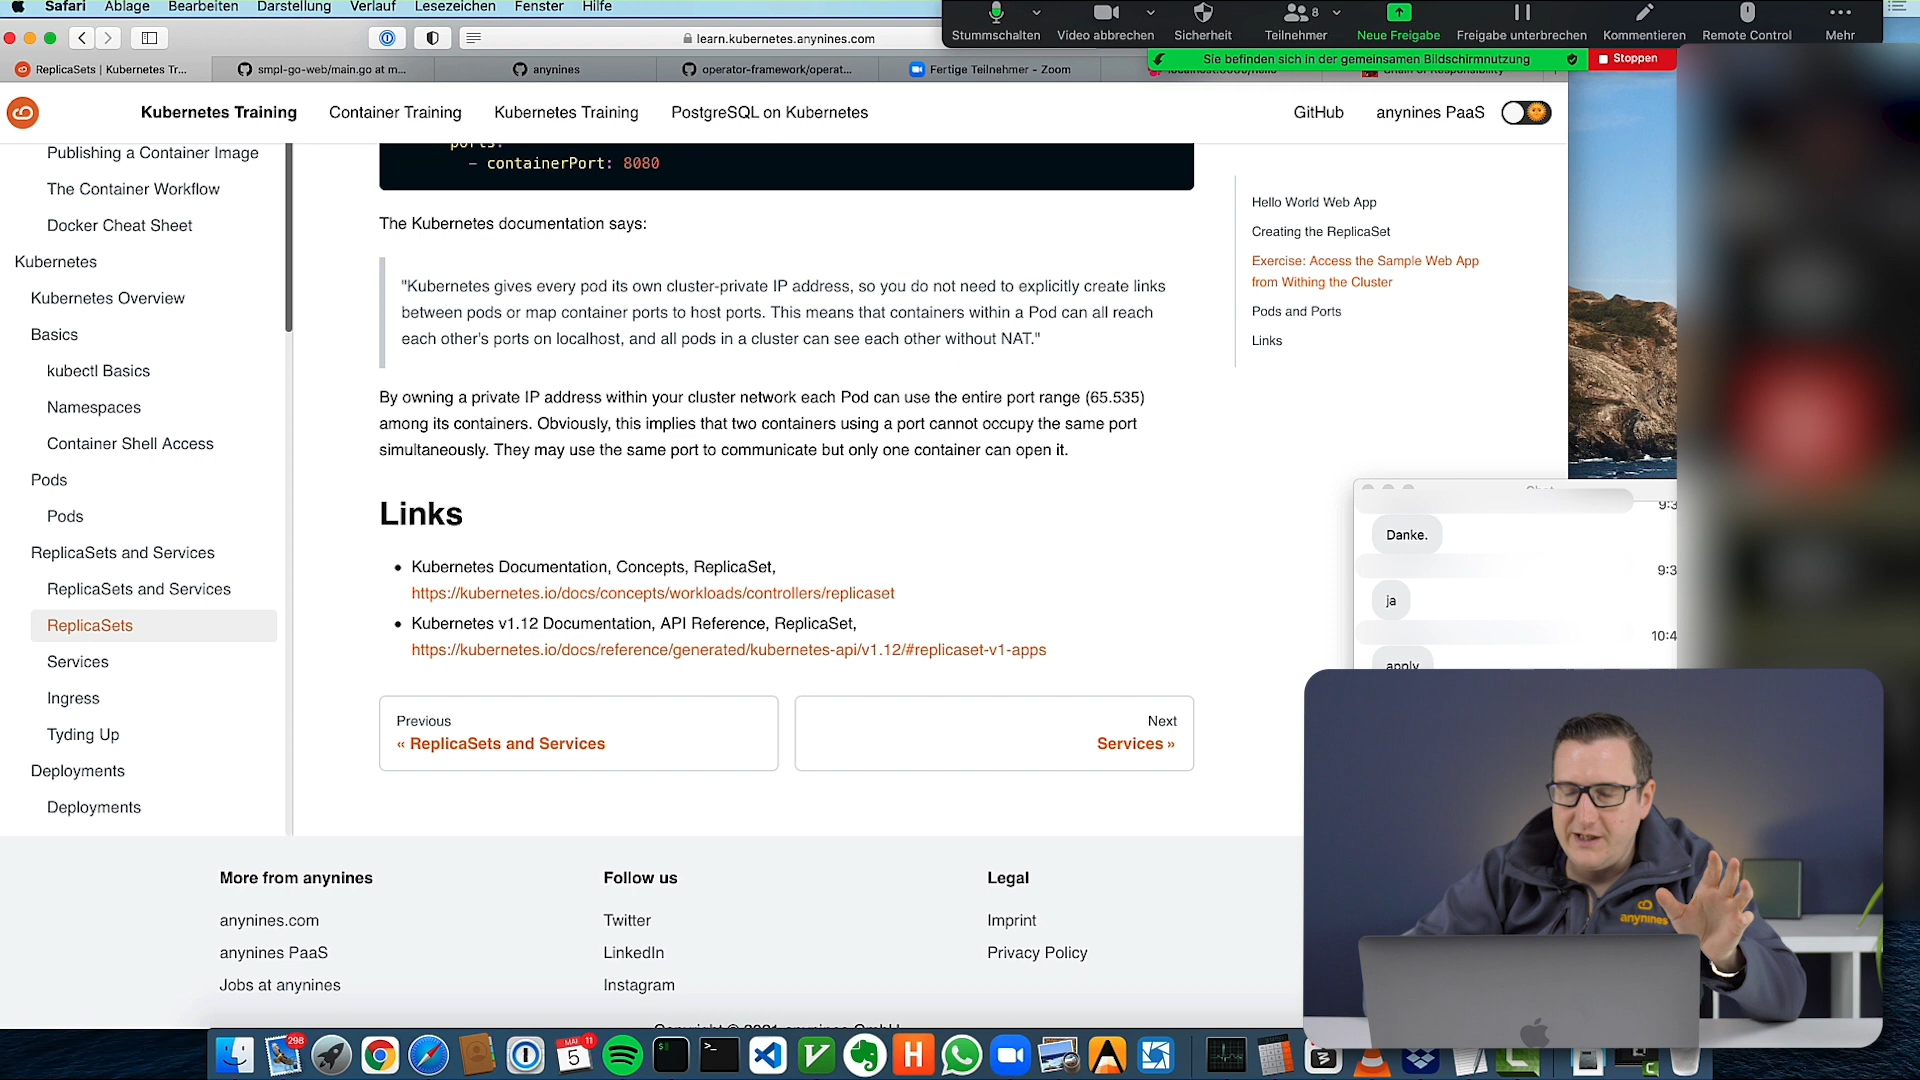 Safari Ablage Bearbeiten Darstellung Verlauf Lesezeichen Fenster Hilfe
8
Stummschalten Video abbrechen Sicherheit Teilnehmer Neue Freigabe Freigabe unterbrechen Kommentieren Remote Control Mehr
learn.kubernetes.anynines.com
Sie befinden sich in der gemeinsamen Bildschirmnutzung Stoppen
ReplicaSets | Kubernetes Tr... smpl-go-web/main.go at m... anynines operator-framework/operat... Fertige Teilnehmer - Zoom
Kubernetes Training Container Training Kubernetes Training PostgreSQL on Kubernetes GitHub anynines PaaS
Publishing a Container Image
The Container Workflow
Docker Cheat Sheet
Kubernetes
Kubernetes Overview
Basics
kubectl Basics
Namespaces
Container Shell Access
Pods
Pods
ReplicaSets and Services
ReplicaSets and Services
ReplicaSets
Services
Ingress
Tyding Up
Deployments
Deployments
ports:
- containerPort: 8080
The Kubernetes documentation says:
"Kubernetes gives every pod its own cluster-private IP address, so you do not need to explicitly create links
between pods or map container ports to host ports. This means that containers within a Pod can all reach
each other's ports on localhost, and all pods in a cluster can see each other without NAT."
By owning a private IP address within your cluster network each Pod can use the entire port range (65.535)
among its containers. Obviously, this implies that two containers using a port cannot occupy the same port
simultaneously. They may use the same port to communicate but only one container can open it.
Links
Kubernetes Documentation, Concepts, ReplicaSet,
https://kubernetes.io/docs/concepts/workloads/controllers/replicaset
Kubernetes v1.12 Documentation, API Reference, ReplicaSet,
https://kubernetes.io/docs/reference/generated/kubernetes-api/v1.12/#replicaset-v1-apps
Previous
« ReplicaSets and Services
Next
Services »
Hello World Web App
Creating the ReplicaSet
Exercise: Access the Sample Web App
from Withing the Cluster
Pods and Ports
Links
9:3
Danke.
9:3
ja
10:4
apply
anynines
More from anynines
anynines.com
anynines PaaS
Jobs at anynines
Follow us
Twitter
LinkedIn
Instagram
Legal
Imprint
Privacy Policy
298
MAI
5
11